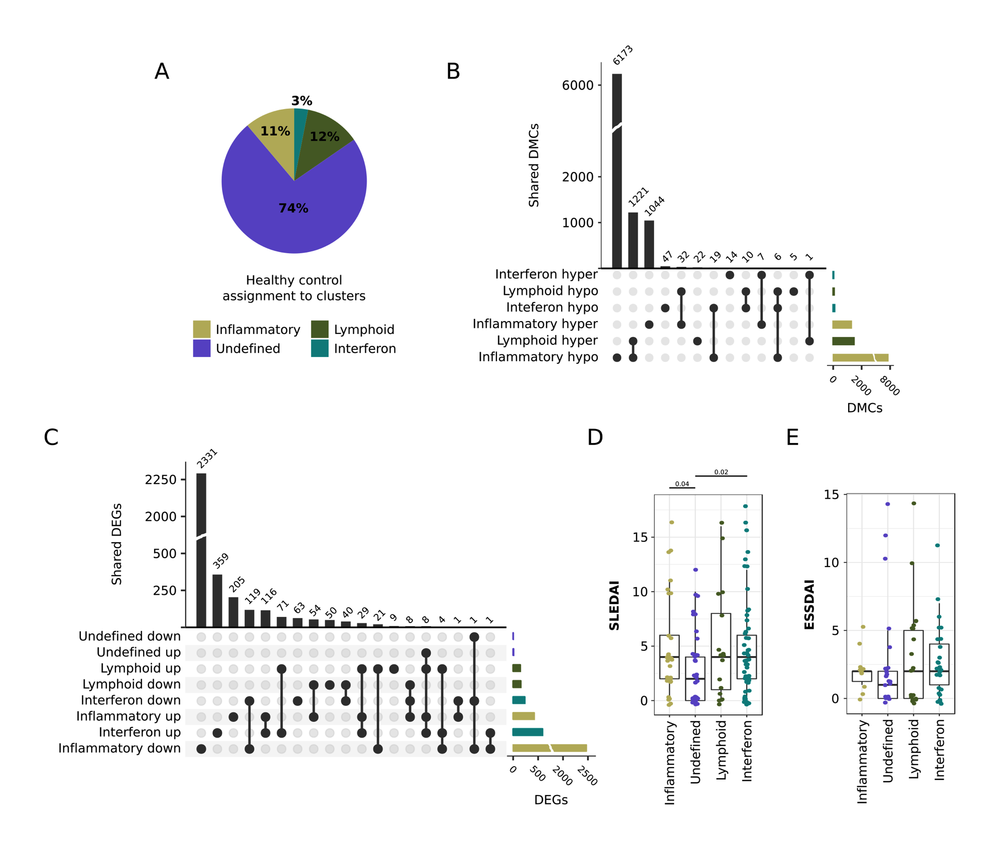 A
3%
11%
12%
74%
Healthy control
assignment to clusters
Inflammatory
Lymphoid
Undefined
Interferon
B
6173
1221
1044
47
32
22
19
14
10
7
6
5
1
6000
2000
1000
Shared DMCs
Interferon hyper
Lymphoid hypo
Inteferon hypo
Inflammatory hyper
Lymphoid hyper
Inflammatory hypo
0
2000
8000
DMCs
C
2331
359
205
119
116
71
63
54
50
40
29
21
9
8
8
4
1
1
1
2250
2000
500
250
Shared DEGs
Undefined down
Undefined up
Lymphoid up
Lymphoid down
Interferon down
Inflammatory up
Interferon up
Inflammatory down
0
500
2000
2500
DEGs
D
0.02
0.04
15
10
5
0
SLEDAI
Inflammatory
Undefined
Lymphoid
Interferon
E
15
10
5
0
ESSDAI
Inflammatory
Undefined
Lymphoid
Interferon